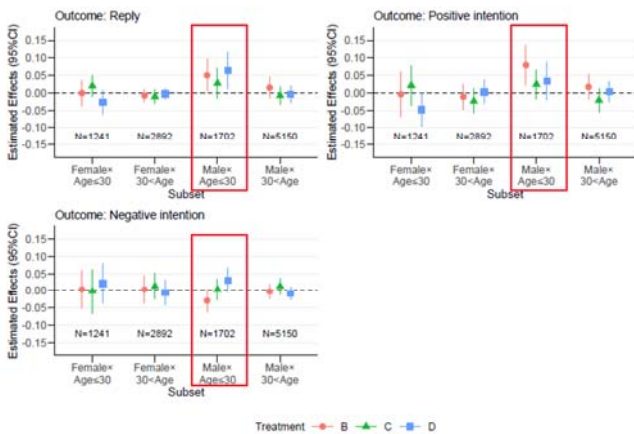 Outcome: Reply
Estimated Effects (95%CI)
0.15
0.10
0.05
0.00
-0.05
-0.10
-0.15
N=1241
N=2892
N=1702
N=5150
Female×
Age≤30
Female×
30<Age
Male×
Age≤30
Male×
30<Age
Subset
Outcome: Positive intention
Estimated Effects (95%CI)
0.15
0.10
0.05
0.00
-0.05
-0.10
-0.15
N=1241
N=2892
N=1702
N=5150
Female×
Age≤30
Female×
30<Age
Male×
Age≤30
Male×
30<Age
Subset
Outcome: Negative intention
Estimated Effects (95%CI)
0.15
0.10
0.05
0.00
-0.05
-0.10
-0.15
N=1241
N=2892
N=1702
N=5150
Female×
Age≤30
Female×
30<Age
Male×
Age≤30
Male×
30<Age
Subset
Treatment B C D